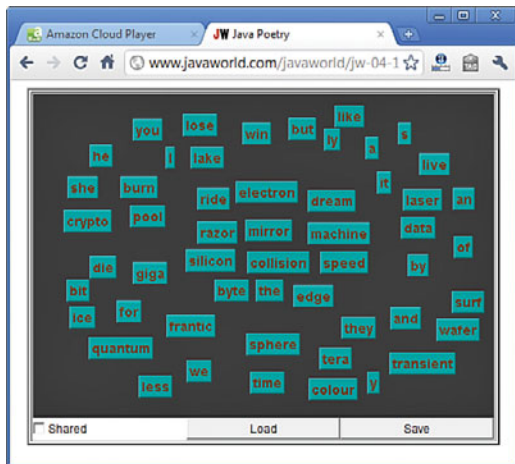 Amazon Cloud Player
JW Java Poetry
www.javaworld.com/javaworld/jw-04-1
like
you lose win but ly a s
he I lake live
she burn ride electron dream it laser an
crypto pool razor mirror machine data of
die giga silicon collision speed by
bit byte the edge surf
ice for frantic they and wafer
quantum sphere tera transient
less we time colour y
Shared Load Save